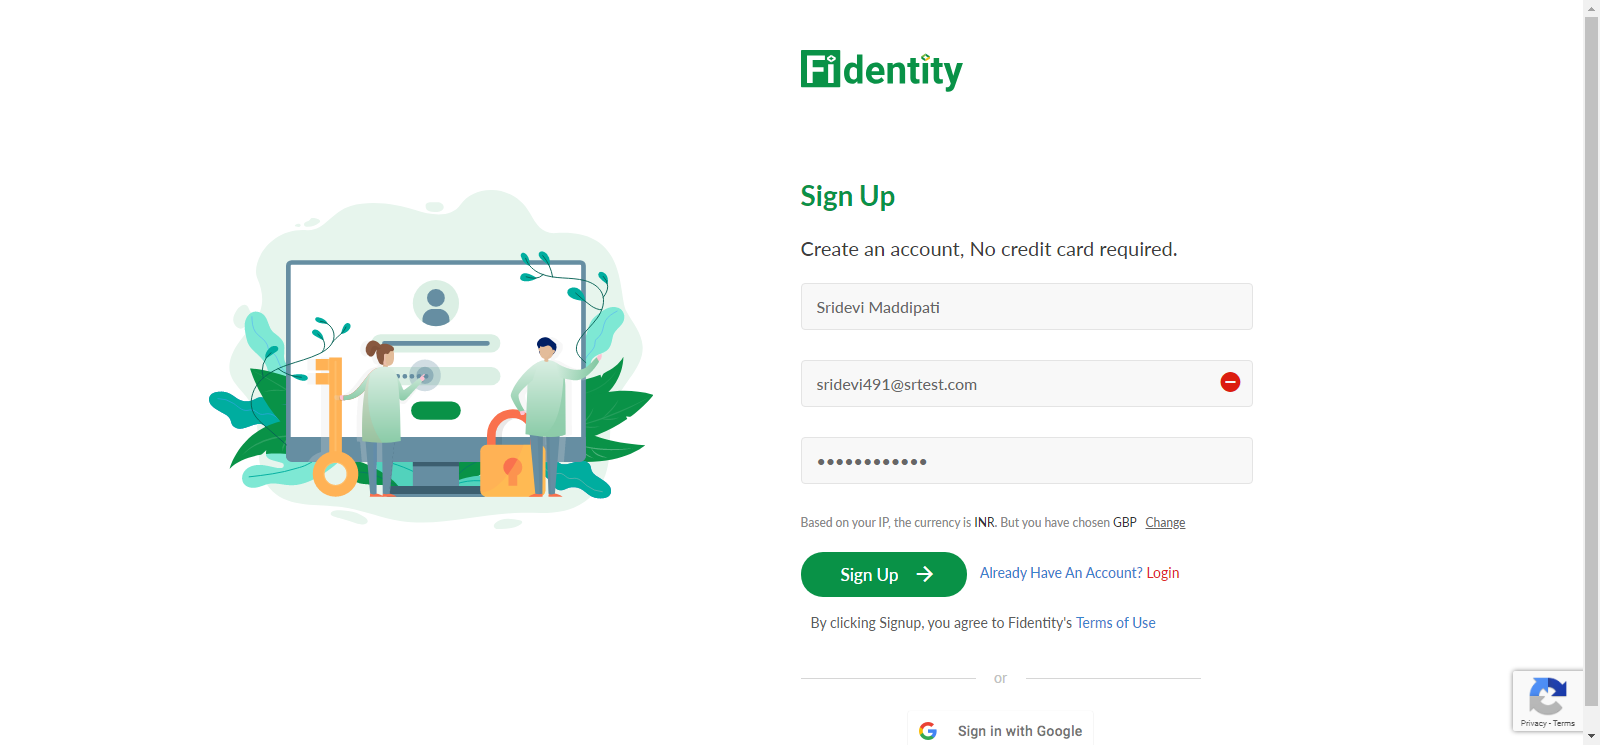 Fidentity
Sign Up
Create an account, No credit card required.
Sridevi Maddipati
sridevi491@srtest.com
••••••••••••
Based on your IP, the currency is INR. But you have chosen GBP Change
Sign Up
Already Have An Account? Login
By clicking Signup, you agree to Fidentity's Terms of Use
or
Sign in with Google
Privacy - Terms